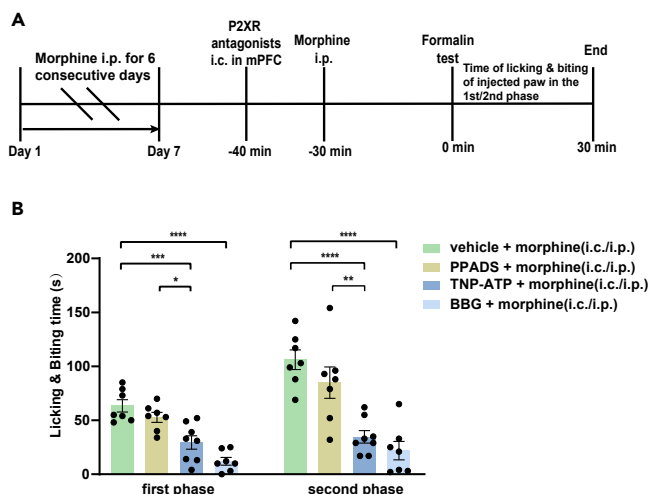 A
Morphine i.p. for 6
consecutive days
P2XR
antagonists
i.c. in mPFC
Morphine
i.p.
Formalin
test
Time of licking & biting
of injected paw in the
1st/2nd phase
End
Day 1
Day 7
-40 min
-30 min
0 min
30 min
B
Licking & Biting time (s)
200
150
100
50
0
****
***
*
****
****
**
first phase
second phase
vehicle + morphine(i.c./i.p.)
PPADS + morphine(i.c./i.p.)
TNP-ATP + morphine(i.c./i.p.)
BBG + morphine(i.c./i.p.)